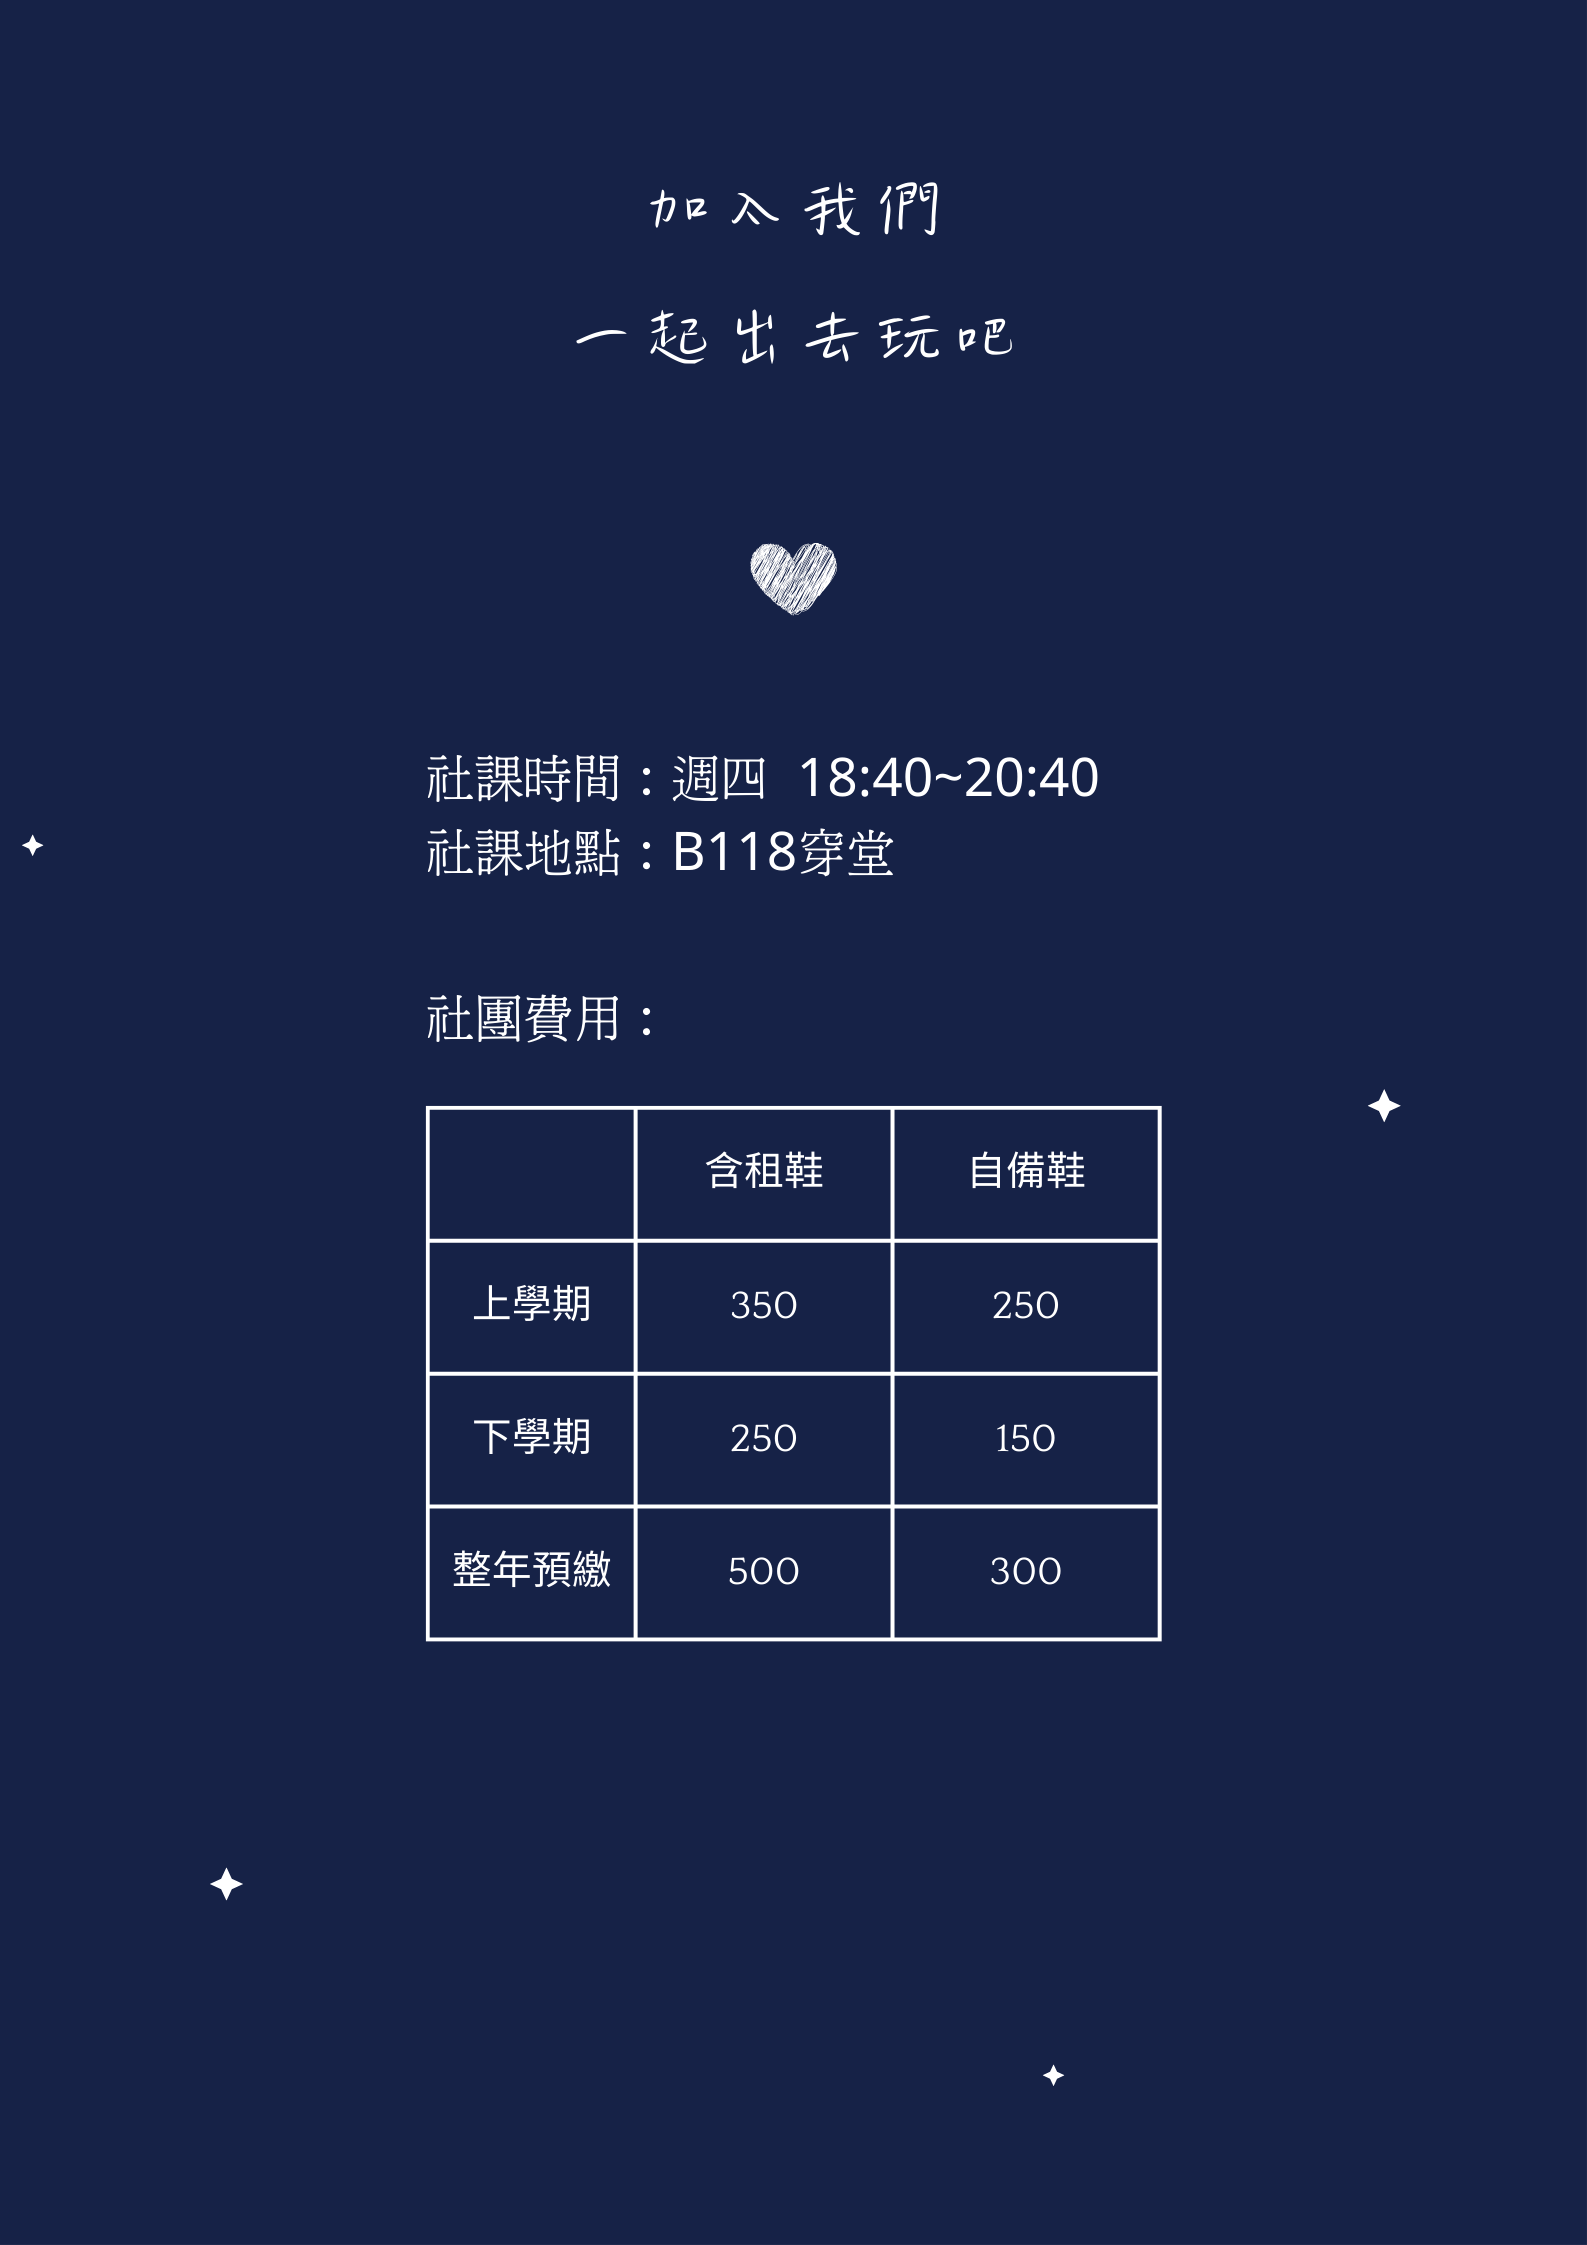 加入我們
一起出去玩吧
社課時間：週四 18:40~20:40
社課地點：B118穿堂
社團費用：
含租鞋 自備鞋
上學期 350 250
下學期 250 150
整年預繳 500 300